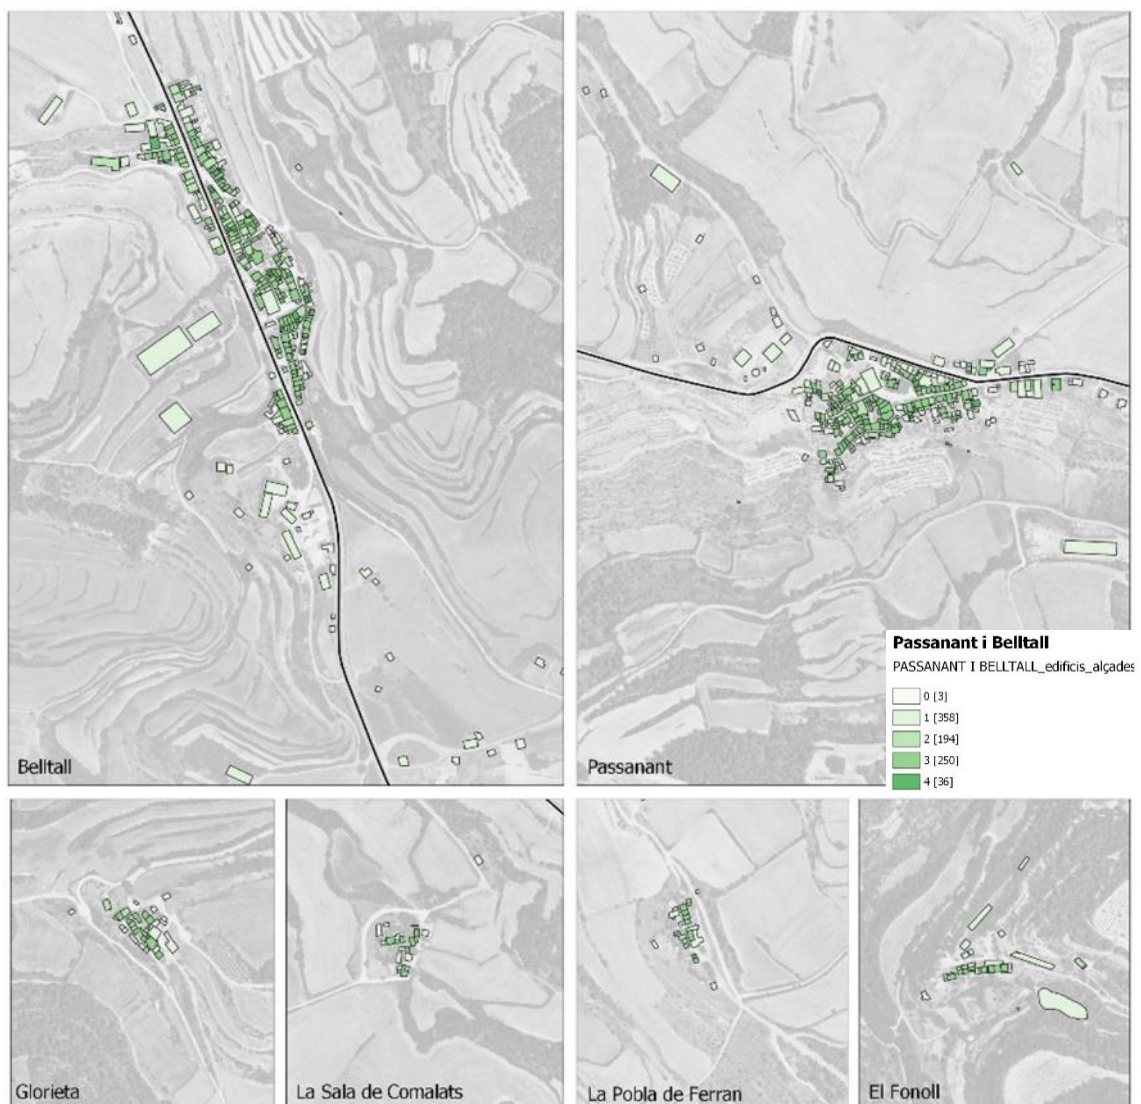 Passanant i Belltall
PASSANANT I BELLTALL_edificis_alçades
0 [3]
1 [358]
2 [194]
3 [250]
4 [36]
Belltall
Passanant
Glorieta
La Sala de Comalats
La Pobla de Ferran
El Fonoll